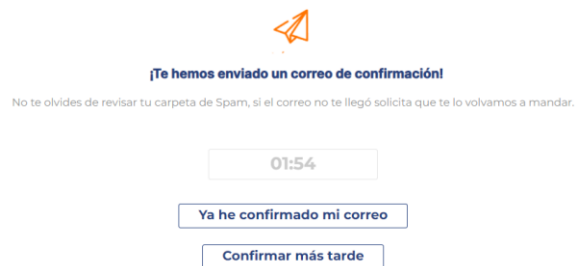 ¡Te hemos enviado un correo de confirmación!
No te olvides de revisar tu carpeta de Spam, si el correo no te llegó solicita que te lo volvamos a mandar.
01:54
Ya he confirmado mi correo
Confirmar más tarde